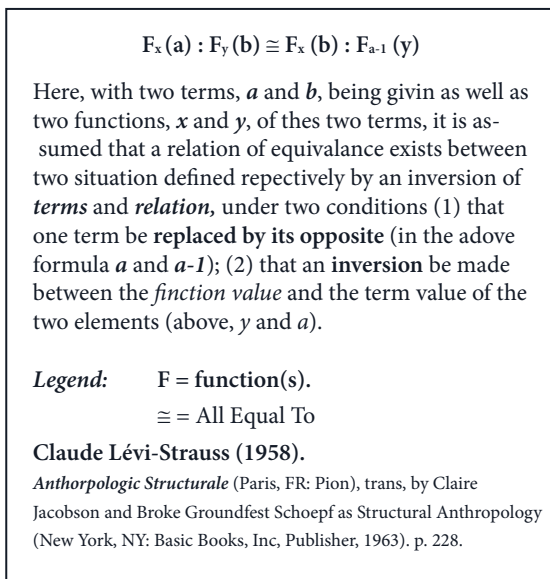 Fx (a) : Fy (b) ≅ Fx (b) : Fa-1 (y)
Here, with two terms, a and b, being givin as well as
two functions, x and y, of thes two terms, it is as-
sumed that a relation of equivalance exists between
two situation defined repectively by an inversion of
terms and relation, under two conditions (1) that
one term be replaced by its opposite (in the adove
formula a and a-1); (2) that an inversion be made
between the finction value and the term value of the
two elements (above, y and a).
Legend: F = function(s).
≅ = All Equal To
Claude Lévi-Strauss (1958).
Anthorpologic Structurale (Paris, FR: Pion), trans, by Claire
Jacobson and Broke Groundfest Schoepf as Structural Anthropology
(New York, NY: Basic Books, Inc, Publisher, 1963). p. 228.